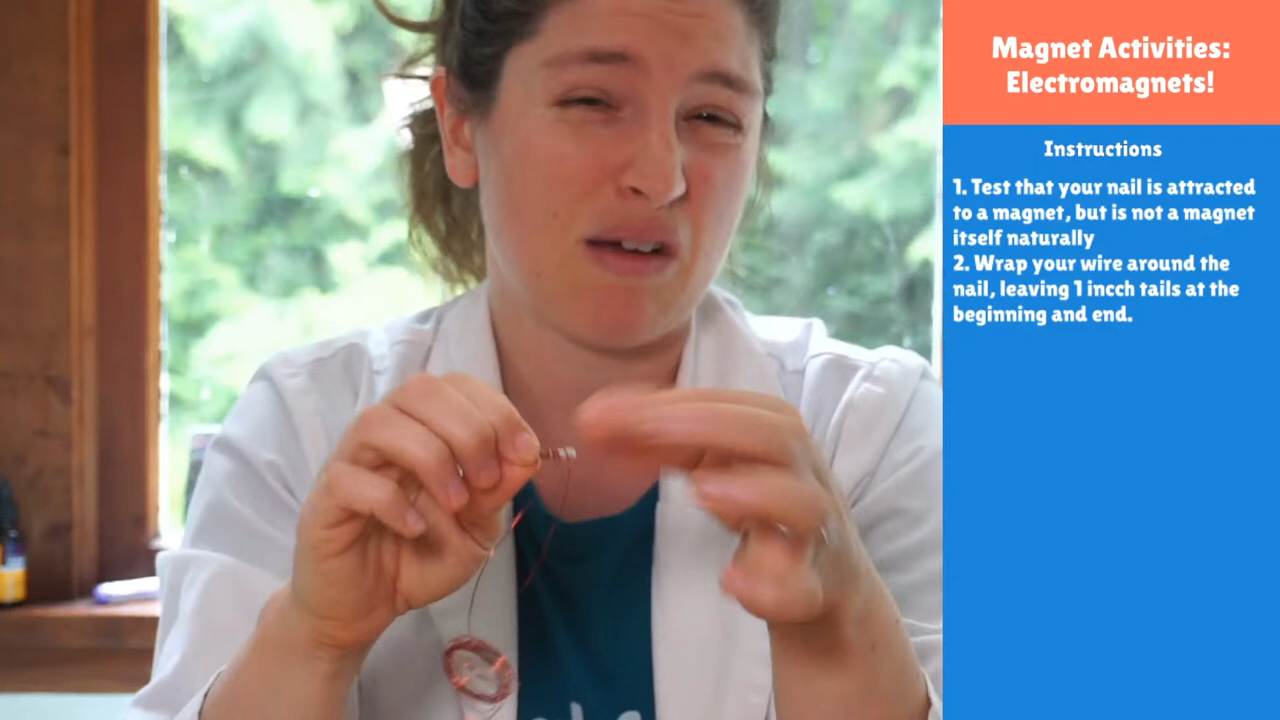 Magnet Activities:
Electromagnets!
Instructions
1. Test that your nail is attracted
to a magnet, but is not a magnet
itself naturally
2. Wrap your wire around the
nail, leaving 1 incch tails at the
beginning and end.